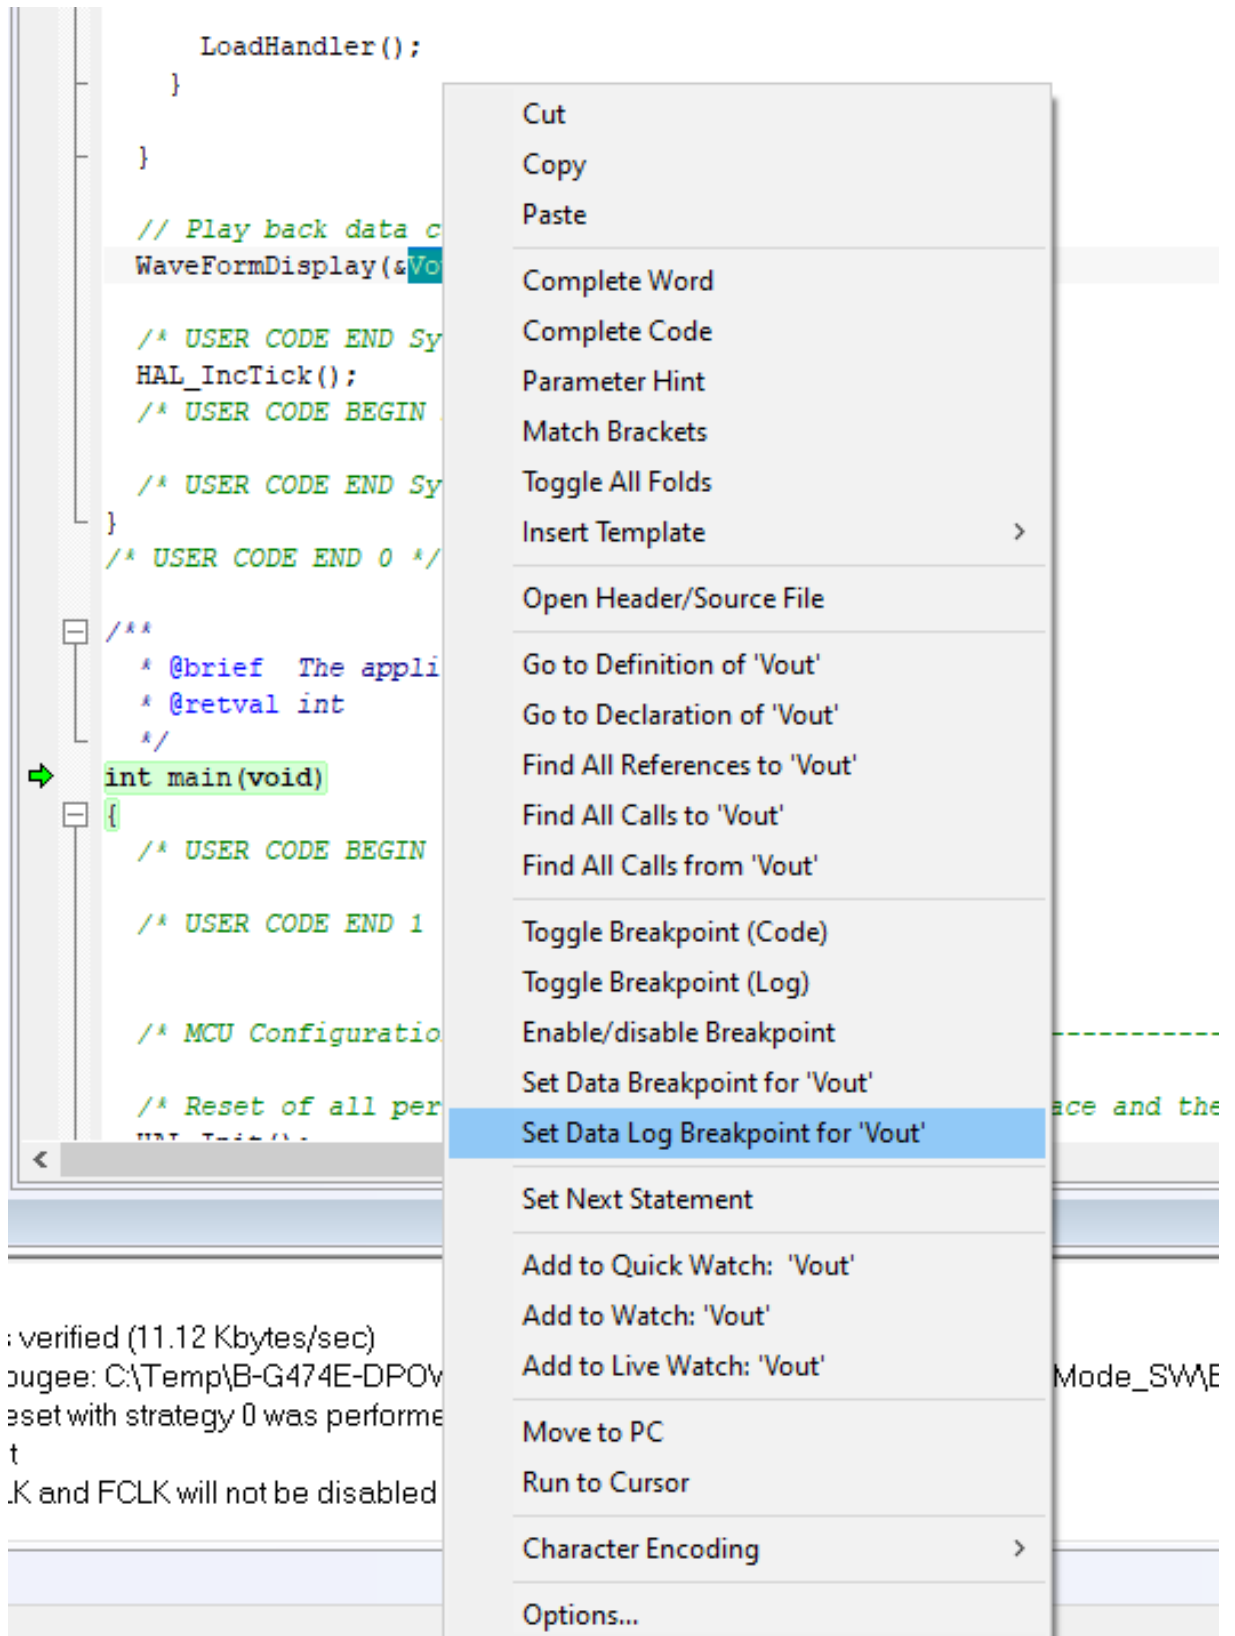 LoadHandler();
}
}
// Play back data c
WaveFormDisplay(&Vo
/* USER CODE END Sy
HAL_IncTick();
/* USER CODE BEGIN
/* USER CODE END Sy
}
/* USER CODE END 0 */
/**
* @brief The appli
* @retval int
*/
int main(void)
{
/* USER CODE BEGIN
/* USER CODE END 1
/* MCU Configuratio -----------
/* Reset of all per ace and the
HAL_Init();
Cut
Copy
Paste
Complete Word
Complete Code
Parameter Hint
Match Brackets
Toggle All Folds
Insert Template
Open Header/Source File
Go to Definition of 'Vout'
Go to Declaration of 'Vout'
Find All References to 'Vout'
Find All Calls to 'Vout'
Find All Calls from 'Vout'
Toggle Breakpoint (Code)
Toggle Breakpoint (Log)
Enable/disable Breakpoint
Set Data Breakpoint for 'Vout'
Set Data Log Breakpoint for 'Vout'
Set Next Statement
Add to Quick Watch: 'Vout'
Add to Watch: 'Vout'
Add to Live Watch: 'Vout'
Move to PC
Run to Cursor
Character Encoding
Options...
verified (11.12 Kbytes/sec)
ougee: C:\Temp\B-G474E-DPOW Mode_SW\E
eset with strategy 0 was performe
t
LK and FCLK will not be disabled